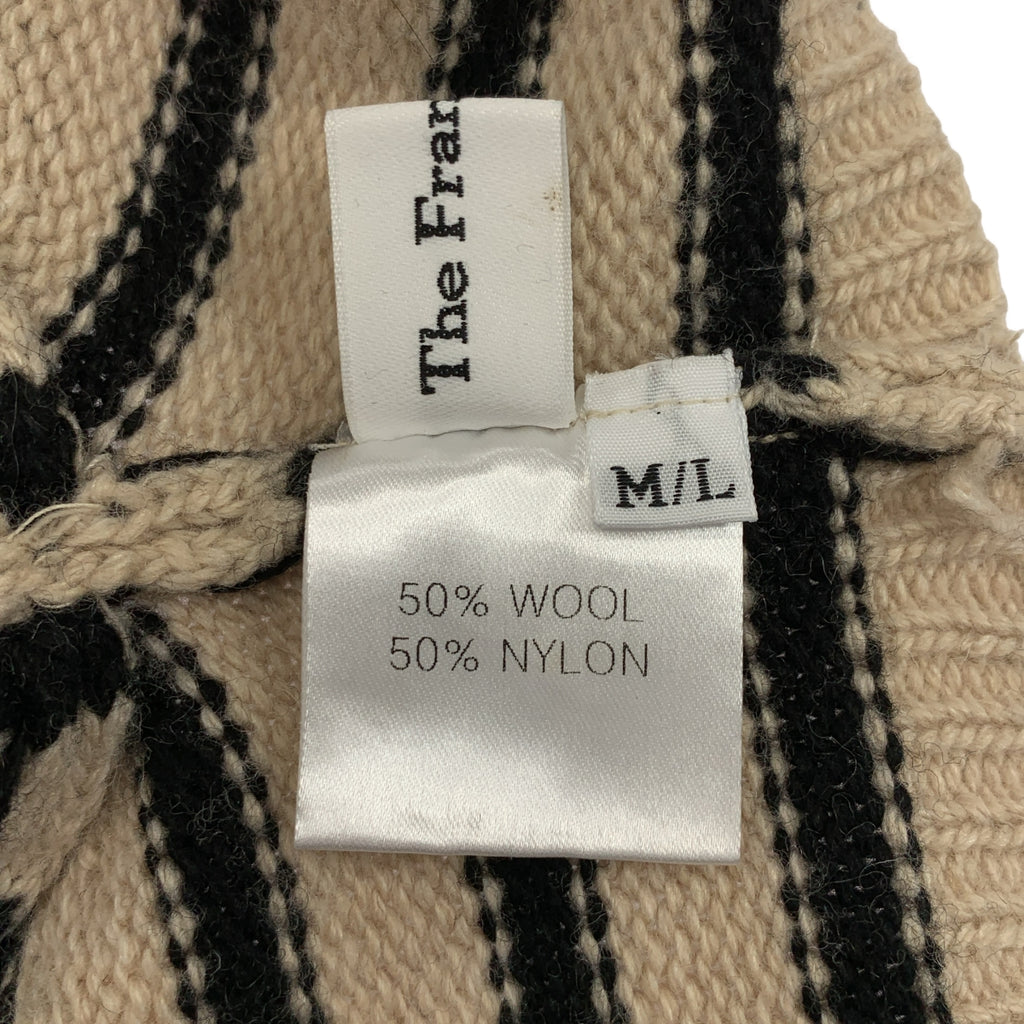 The Fran
M/L
50% WOOL
50% NYLON